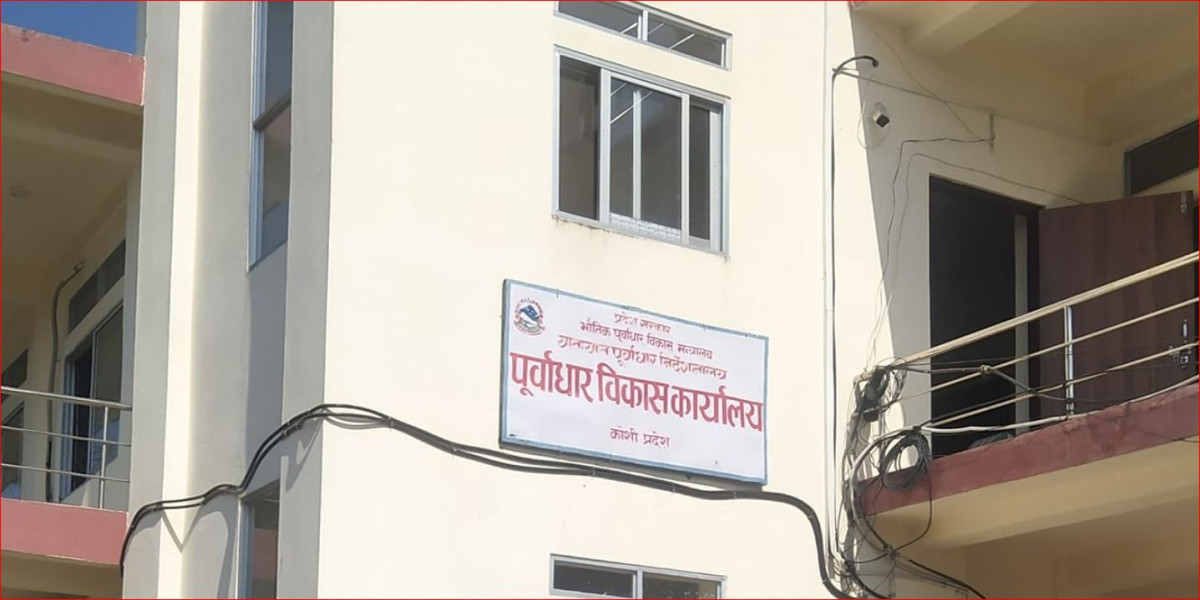 प्रदेश सरकार
भौतिक पूर्वाधार विकास मन्त्रालय
यातायात पूर्वाधार निर्देशनालय
पूर्वाधार विकास कार्यालय
कोशी प्रदेश